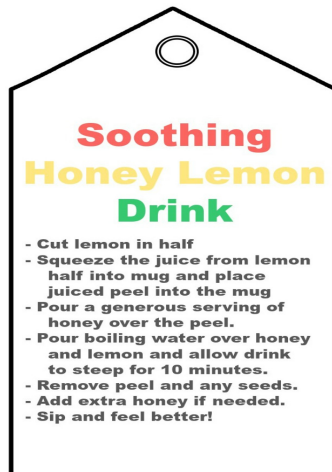 Soothing
Honey Lemon
Drink
- Cut lemon in half
- Squeeze the juice from lemon
half into mug and place
juiced peel into the mug
- Pour a generous serving of
honey over the peel.
- Pour boiling water over honey
and lemon and allow drink
to steep for 10 minutes.
- Remove peel and any seeds.
- Add extra honey if needed.
- Sip and feel better!